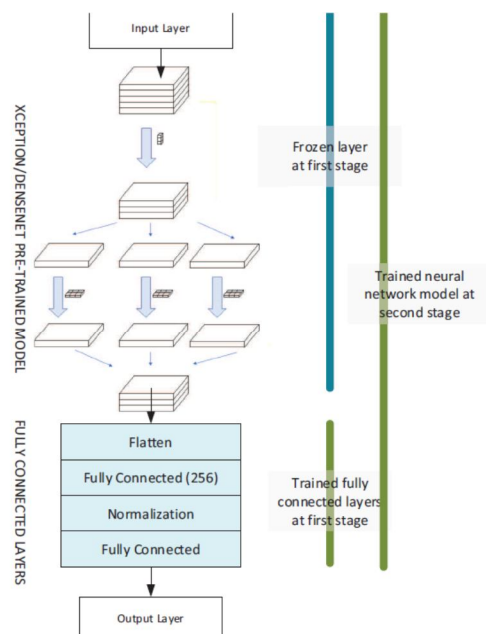 Input Layer
XCEPTION/DENSENET PRE-TRAINED MODEL
Frozen layer
at first stage
Trained neural
network model at
second stage
FULLY CONNECTED LAYERS
Flatten
Fully Connected (256)
Normalization
Fully Connected
Trained fully
connected layers
at first stage
Output Layer